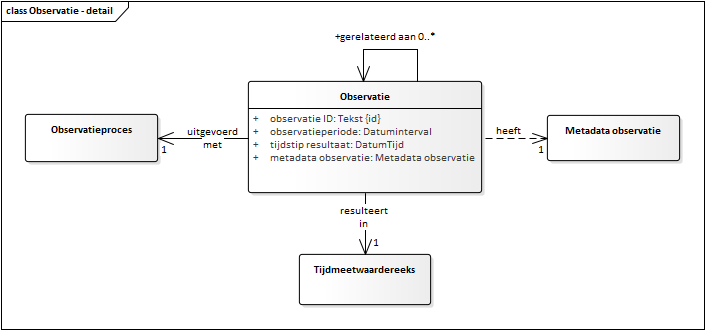 class Observatie - detail
+gerelateerd aan 0..*
Observatie
+ observatie ID: Tekst {id}
+ observatieperiode: Datuminterval
+ tijdstip resultaat: DatumTijd
+ metadata observatie: Metadata observatie
Observatieproces
uitgevoerd
met
1
heeft
1
Metadata observatie
resulteert
in
1
Tijdmeetwaardereeks